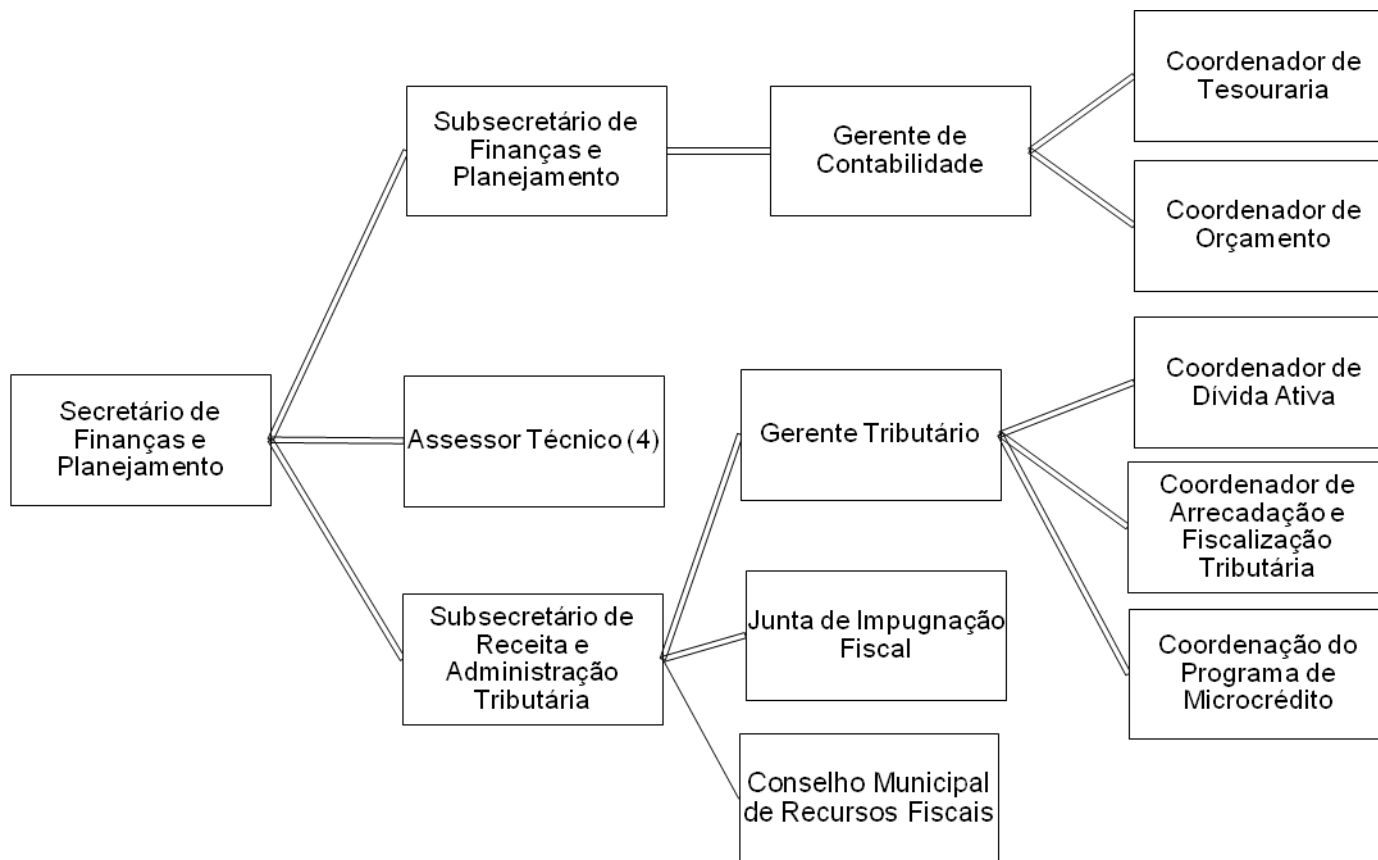 Secretário de
Finanças e
Planejamento
Subsecretário de
Finanças e
Planejamento
Assessor Técnico (4)
Subsecretário de
Receita e
Administração
Tributária
Gerente de
Contabilidade
Gerente Tributário
Junta de Impugnação
Fiscal
Conselho Municipal
de Recursos Fiscais
Coordenador de
Tesouraria
Coordenador de
Orçamento
Coordenador de
Dívida Ativa
Coordenador de
Arrecadação e
Fiscalização
Tributária
Coordenação do
Programa de
Microcrédito